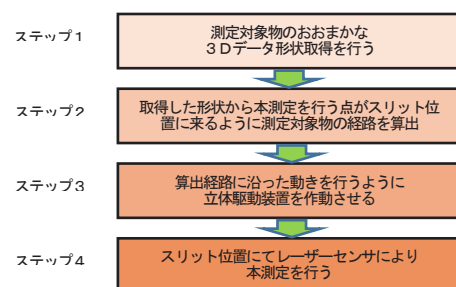 ステップ1
測定対象物のおおまかな
3Dデータ形状取得を行う
ステップ2
取得した形状から本測定を行う点がスリット位
置に来るように測定対象物の経路を算出
ステップ3
算出経路に沿った動きを行うように
立体駆動装置を作動させる
ステップ4
スリット位置にてレーザーセンサにより
本測定を行う